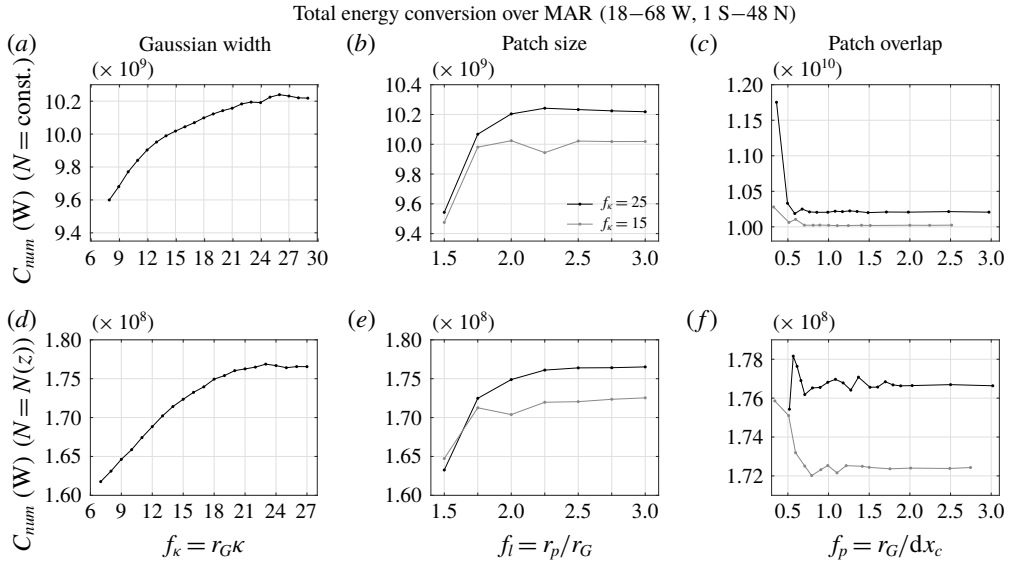 Total energy conversion over MAR (18–68 W, 1 S–48 N)
(a) Gaussian width
(b) Patch size
(c) Patch overlap
(× 10⁹)
(× 10⁹)
(× 10¹⁰)
C_num (W) (N = const.)
10.2
10.0
9.8
9.6
9.4
6 9 12 15 18 21 24 27 30
10.4
10.2
10.0
9.8
9.6
9.4
f_κ = 25
f_κ = 15
1.5 2.0 2.5 3.0
1.20
1.15
1.10
1.05
1.00
0.5 1.0 1.5 2.0 2.5 3.0
(d)
(e)
(f)
(× 10⁸)
(× 10⁸)
(× 10⁸)
C_num (W) (N = N(z))
1.80
1.75
1.70
1.65
1.60
6 9 12 15 18 21 24 27
f_κ = r_Gκ
1.80
1.75
1.70
1.65
1.60
1.5 2.0 2.5 3.0
f_l = r_p/r_G
1.78
1.76
1.74
1.72
0.5 1.0 1.5 2.0 2.5 3.0
f_p = r_G/dx_c